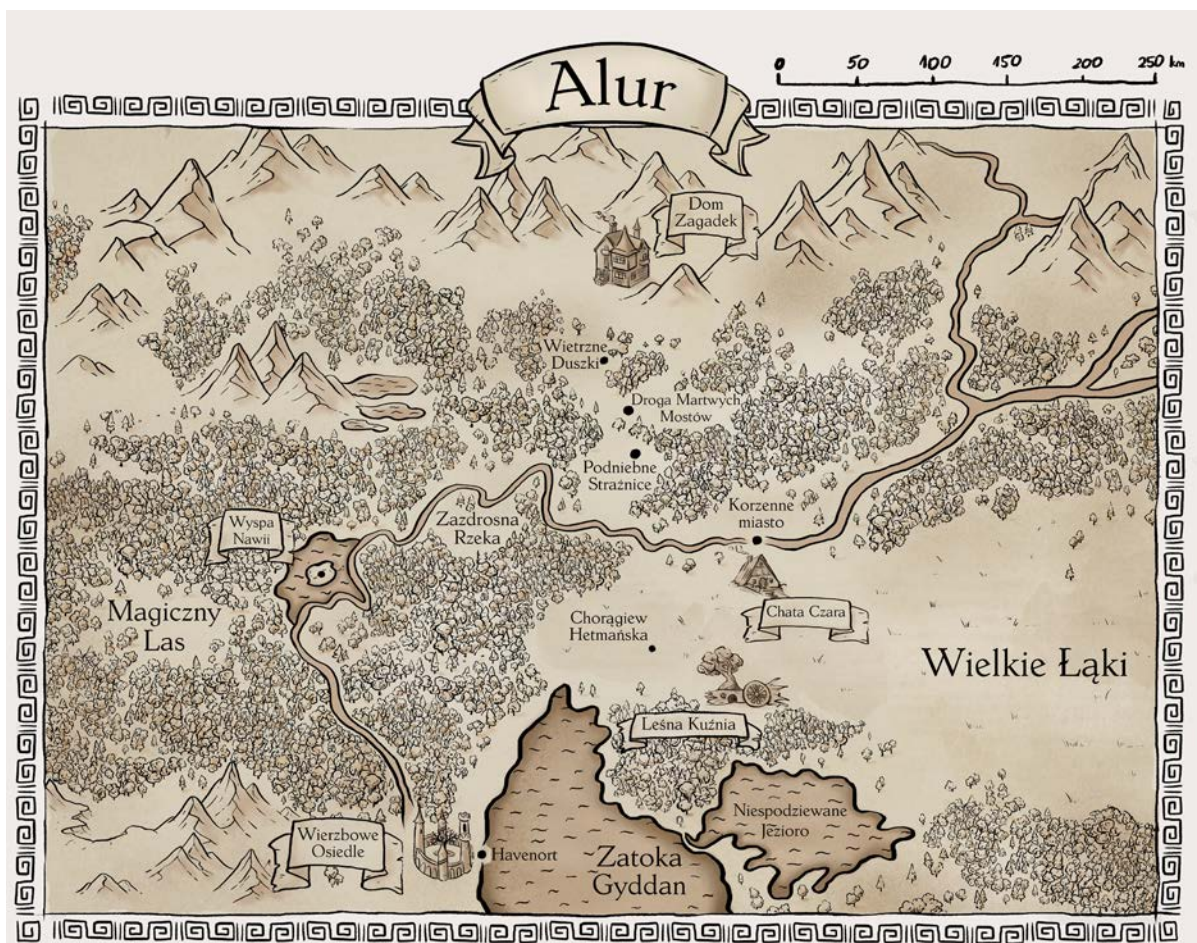 Alur
0 50 100 150 200 250 km
Dom
Zagadek
Wietrzne
Duszki
Droga Martwych
Mostów
Podniebne
Strażnice
Korzenne
miasto
Zazdrosna
Rzeka
Wyspa
Nawii
Magiczny
Las
Chata Czara
Chorągiew
Hetmańska
Wielkie Łąki
Leśna Kuźnia
Niespodziewane
Jezioro
Wierzbowe
Osiedle
Havenort
Zatoka
Gyddan